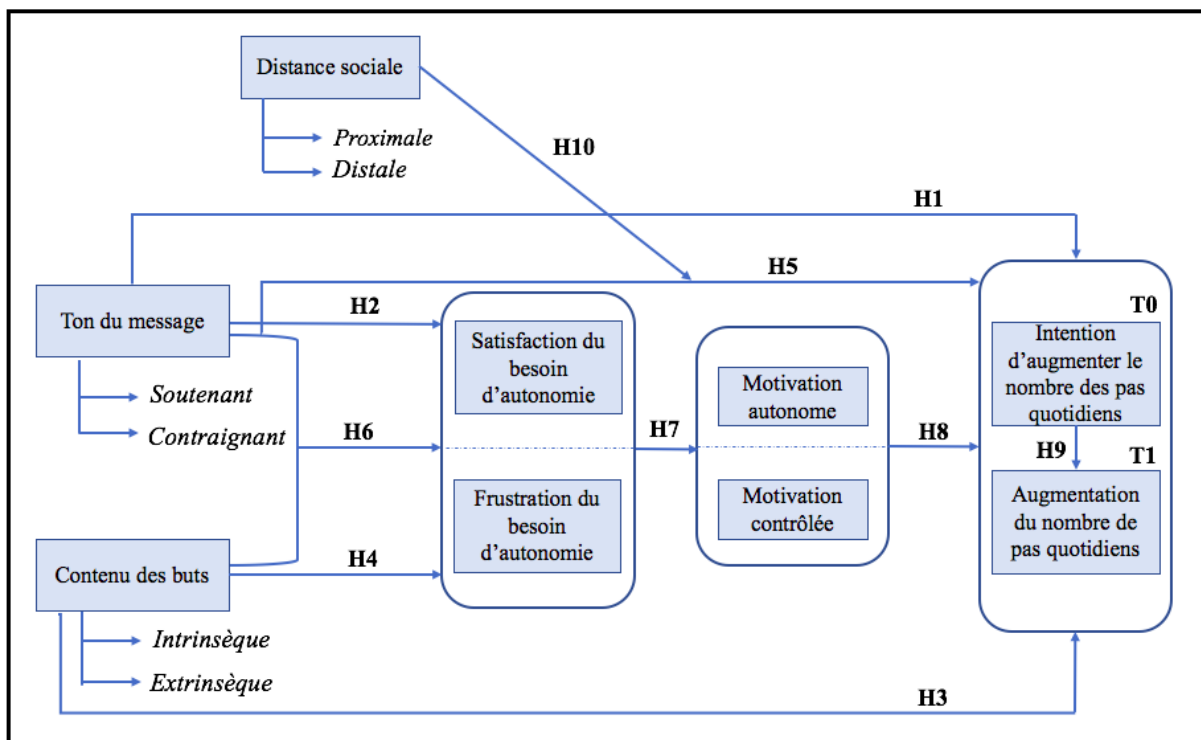 Distance sociale
Proximale
Distale
H10
H1
Ton du message
H2
H5
Soutenant
Contraignant
Satisfaction du
besoin
d’autonomie
H6
Frustration du
besoin
d’autonomie
H7
Motivation
autonome
Motivation
contrôlée
H8
T0
Intention
d’augmenter le
nombre des pas
quotidiens
H9
T1
Augmentation
du nombre de
pas quotidiens
Contenu des buts
H4
Intrinsèque
Extrinsèque
H3